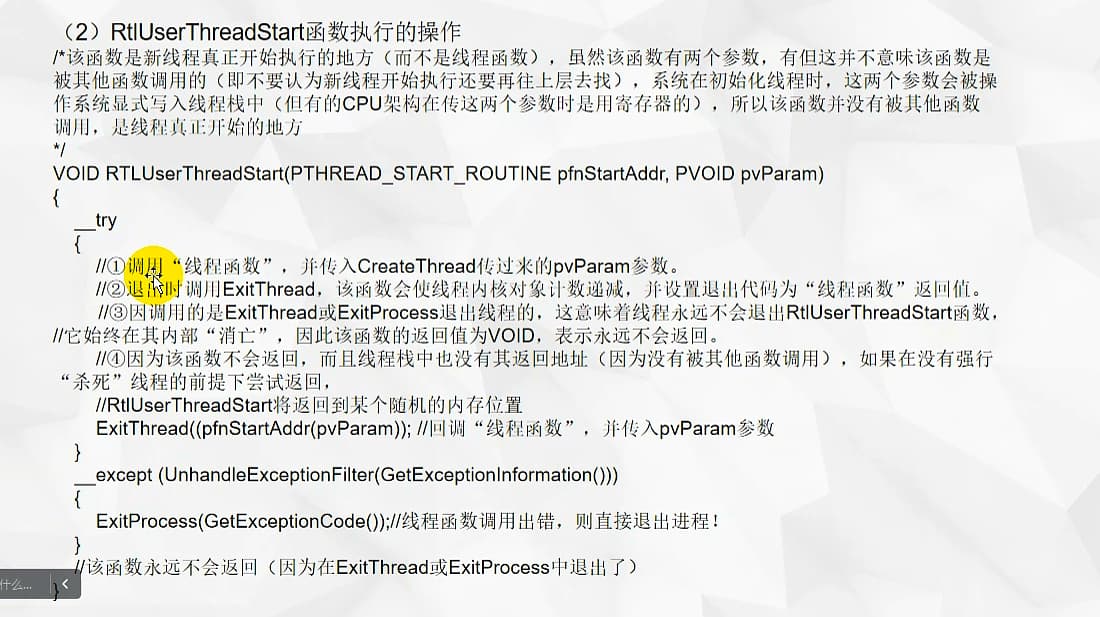 （2）RtlUserThreadStart函数执行的操作
/*该函数是新线程真正开始执行的地方（而不是线程函数），虽然该函数有两个参数，有但这并不意味该函数是
被其他函数调用的（即不要认为新线程开始执行还要再往上层去找），系统在初始化线程时，这两个参数会被操
作系统显式写入线程栈中（但有的CPU架构在传这两个参数时是用寄存器的），所以该函数并没有被其他函数
调用，是线程真正开始的地方
*/
VOID RTLUserThreadStart(PTHREAD_START_ROUTINE pfnStartAddr, PVOID pvParam)
{
__try
{
//①调用“线程函数”，并传入CreateThread传过来的pvParam参数。
//②退出时调用ExitThread，该函数会使线程内核对象计数递减，并设置退出代码为“线程函数”返回值。
//③因调用的是ExitThread或ExitProcess退出线程的，这意味着线程永远不会退出RtlUserThreadStart函数，
//它始终在其内部“消亡”，因此该函数的返回值为VOID，表示永远不会返回。
//④因为该函数不会返回，而且线程栈中也没有其返回地址（因为没有被其他函数调用），如果在没有强行
“杀死”线程的前提下尝试返回，
//RtlUserThreadStart将返回到某个随机的内存位置
ExitThread((pfnStartAddr(pvParam)); //回调“线程函数”，并传入pvParam参数
}
__except (UnhandleExceptionFilter(GetExceptionInformation()))
{
ExitProcess(GetExceptionCode());//线程函数调用出错，则直接退出进程！
}
//该函数永远不会返回（因为在ExitThread或ExitProcess中退出了）
什么...
}